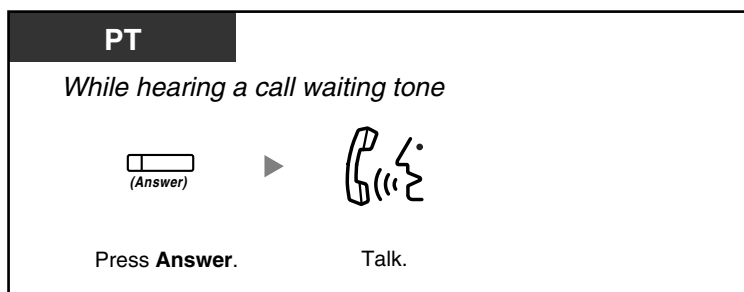 PT
While hearing a call waiting tone
(Answer)
Press Answer.
Talk.